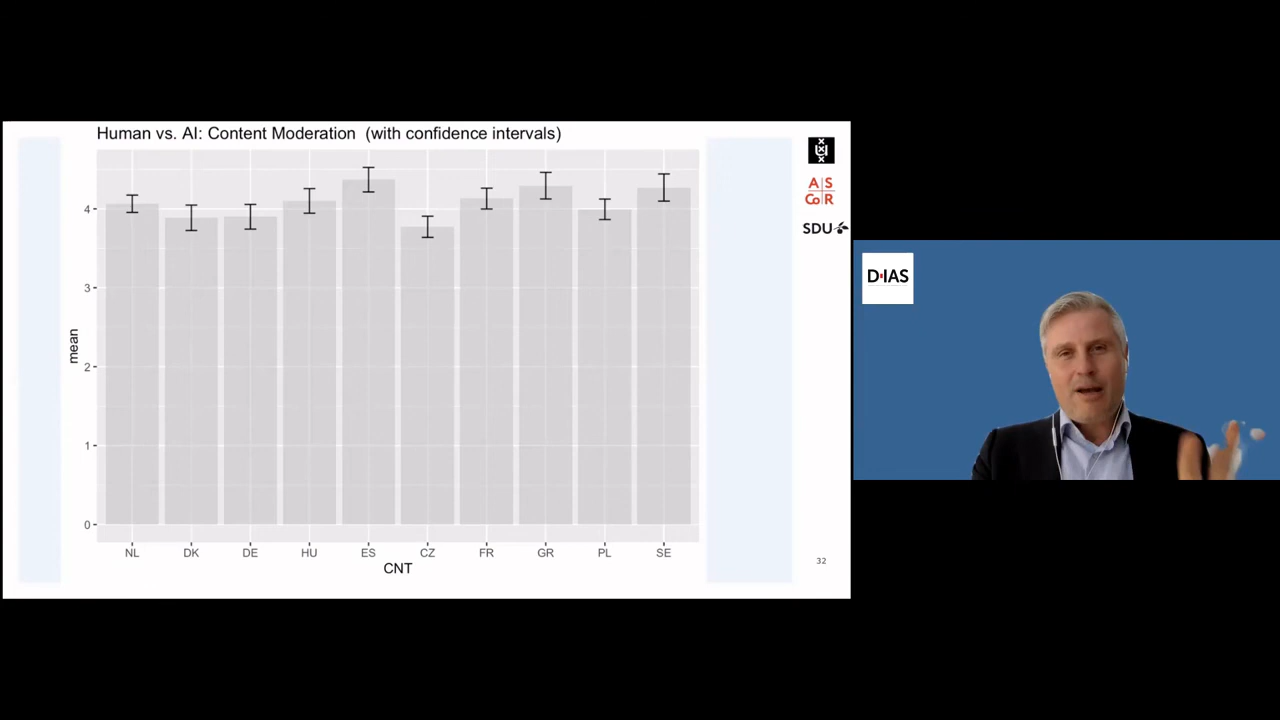 Human vs. AI: Content Moderation (with confidence intervals)
A S
Co R
SDU
4
3
2
1
0
mean
NL DK DE HU ES CZ FR GR PL SE
CNT
32
D·IAS